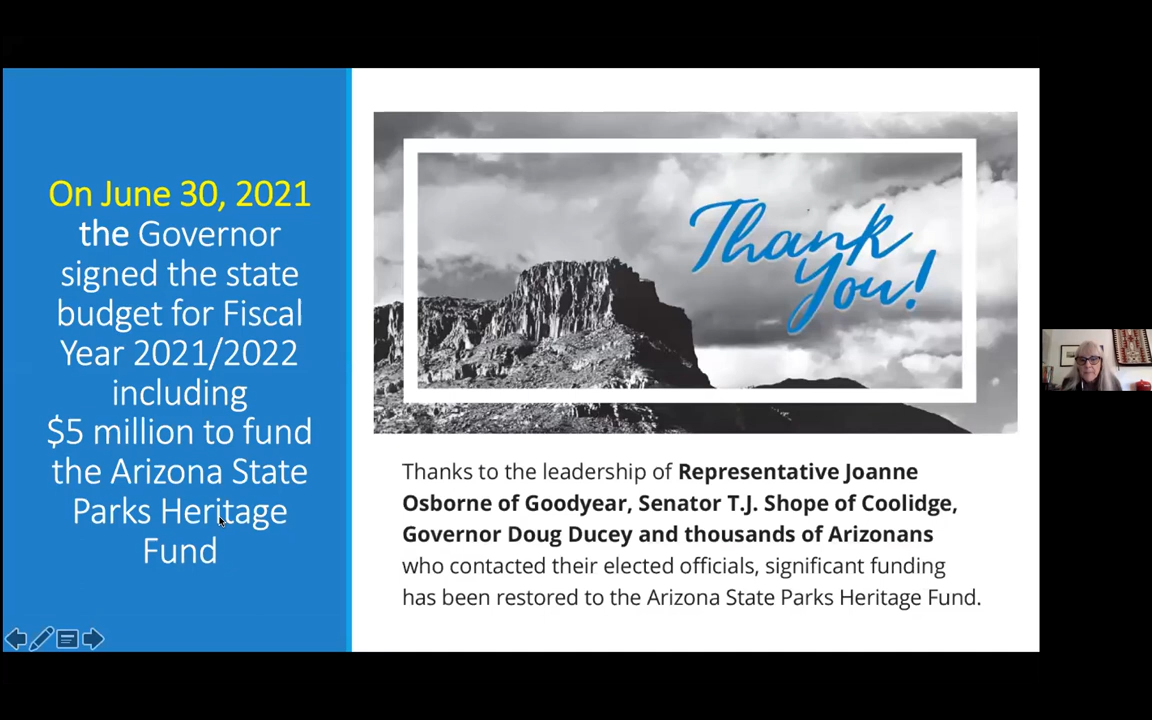 On June 30, 2021
the Governor
signed the state
budget for Fiscal
Year 2021/2022
including
$5 million to fund
the Arizona State
Parks Heritage
Fund
Thank
You!
Thanks to the leadership of Representative Joanne
Osborne of Goodyear, Senator T.J. Shope of Coolidge,
Governor Doug Ducey and thousands of Arizonans
who contacted their elected officials, significant funding
has been restored to the Arizona State Parks Heritage Fund.